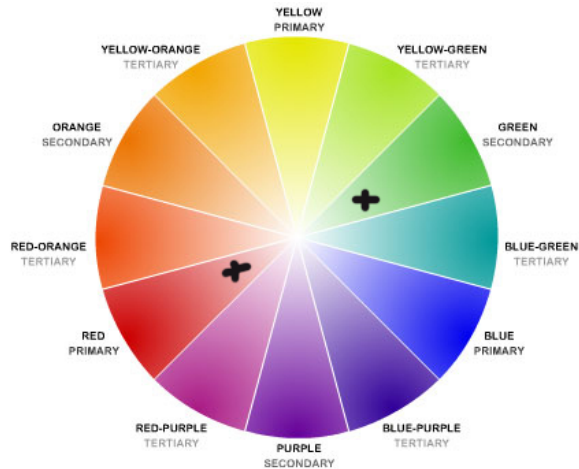 YELLOW
PRIMARY
YELLOW-ORANGE
TERTIARY
YELLOW-GREEN
TERTIARY
ORANGE
SECONDARY
GREEN
SECONDARY
RED-ORANGE
TERTIARY
BLUE-GREEN
TERTIARY
RED
PRIMARY
BLUE
PRIMARY
RED-PURPLE
TERTIARY
BLUE-PURPLE
TERTIARY
PURPLE
SECONDARY